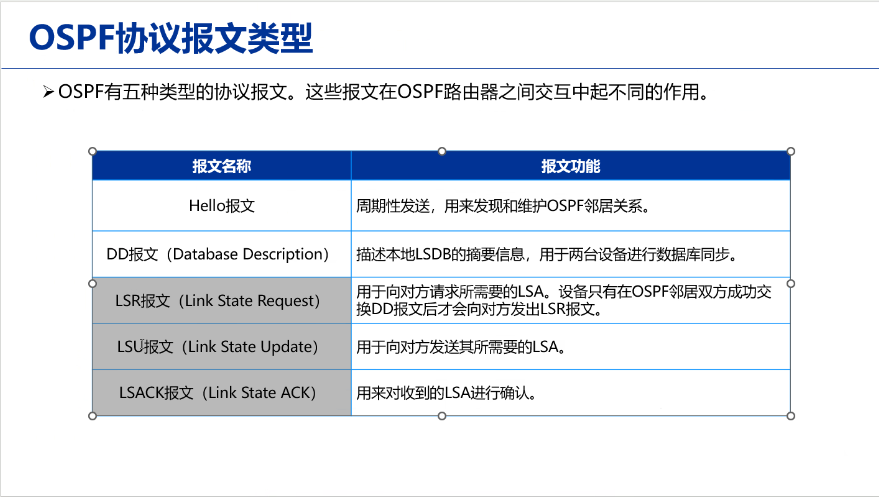 OSPF协议报文类型
➢OSPF有五种类型的协议报文。这些报文在OSPF路由器之间交互中起不同的作用。
报文名称 报文功能
Hello报文 周期性发送，用来发现和维护OSPF邻居关系。
DD报文（Database Description） 描述本地LSDB的摘要信息，用于两台设备进行数据库同步。
LSR报文（Link State Request） 用于向对方请求所需要的LSA。设备只有在OSPF邻居双方成功交
换DD报文后才会向对方发出LSR报文。
LSU报文（Link State Update） 用于向对方发送其所需要的LSA。
LSACK报文（Link State ACK） 用来对收到的LSA进行确认。